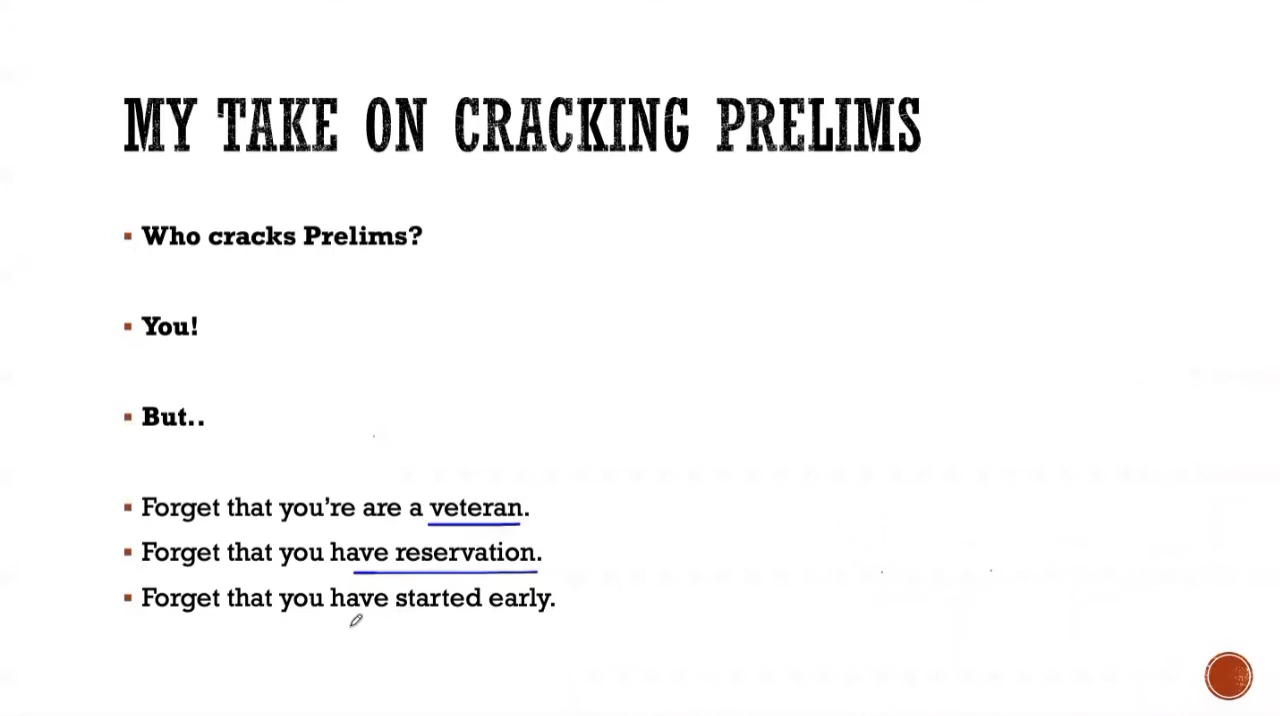 MY TAKE ON CRACKING PRELIMS
Who cracks Prelims?
You!
But..
Forget that you're are a veteran.
Forget that you have reservation.
Forget that you have started early.